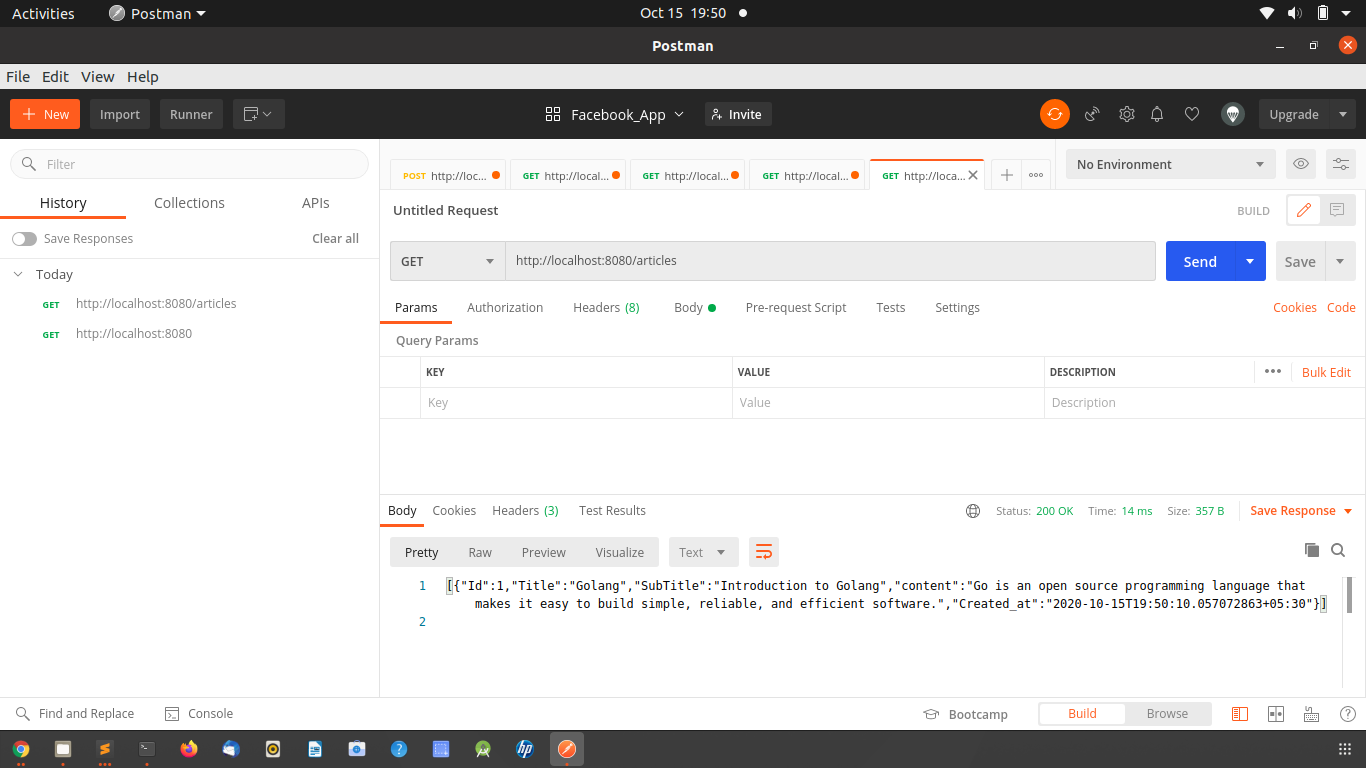 Activities Postman Oct 15 19:50
Postman
File Edit View Help
New Import Runner Facebook_App Invite Upgrade
Filter
History Collections APIs
Save Responses Clear all
Today
GET http://localhost:8080/articles
GET http://localhost:8080
POST http://loc... GET http://local... GET http://local... GET http://local... GET http://loca... No Environment
Untitled Request BUILD
GET http://localhost:8080/articles Send Save
Params Authorization Headers (8) Body Pre-request Script Tests Settings Cookies Code
Query Params
KEY VALUE DESCRIPTION Bulk Edit
Key Value Description
Body Cookies Headers (3) Test Results Status: 200 OK Time: 14 ms Size: 357 B Save Response
Pretty Raw Preview Visualize Text
1 [{"Id":1,"Title":"Golang","SubTitle":"Introduction to Golang","content":"Go is an open source programming language that
makes it easy to build simple, reliable, and efficient software.","Created_at":"2020-10-15T19:50:10.057072863+05:30"}]
2
Find and Replace Console Bootcamp Build Browse
hp